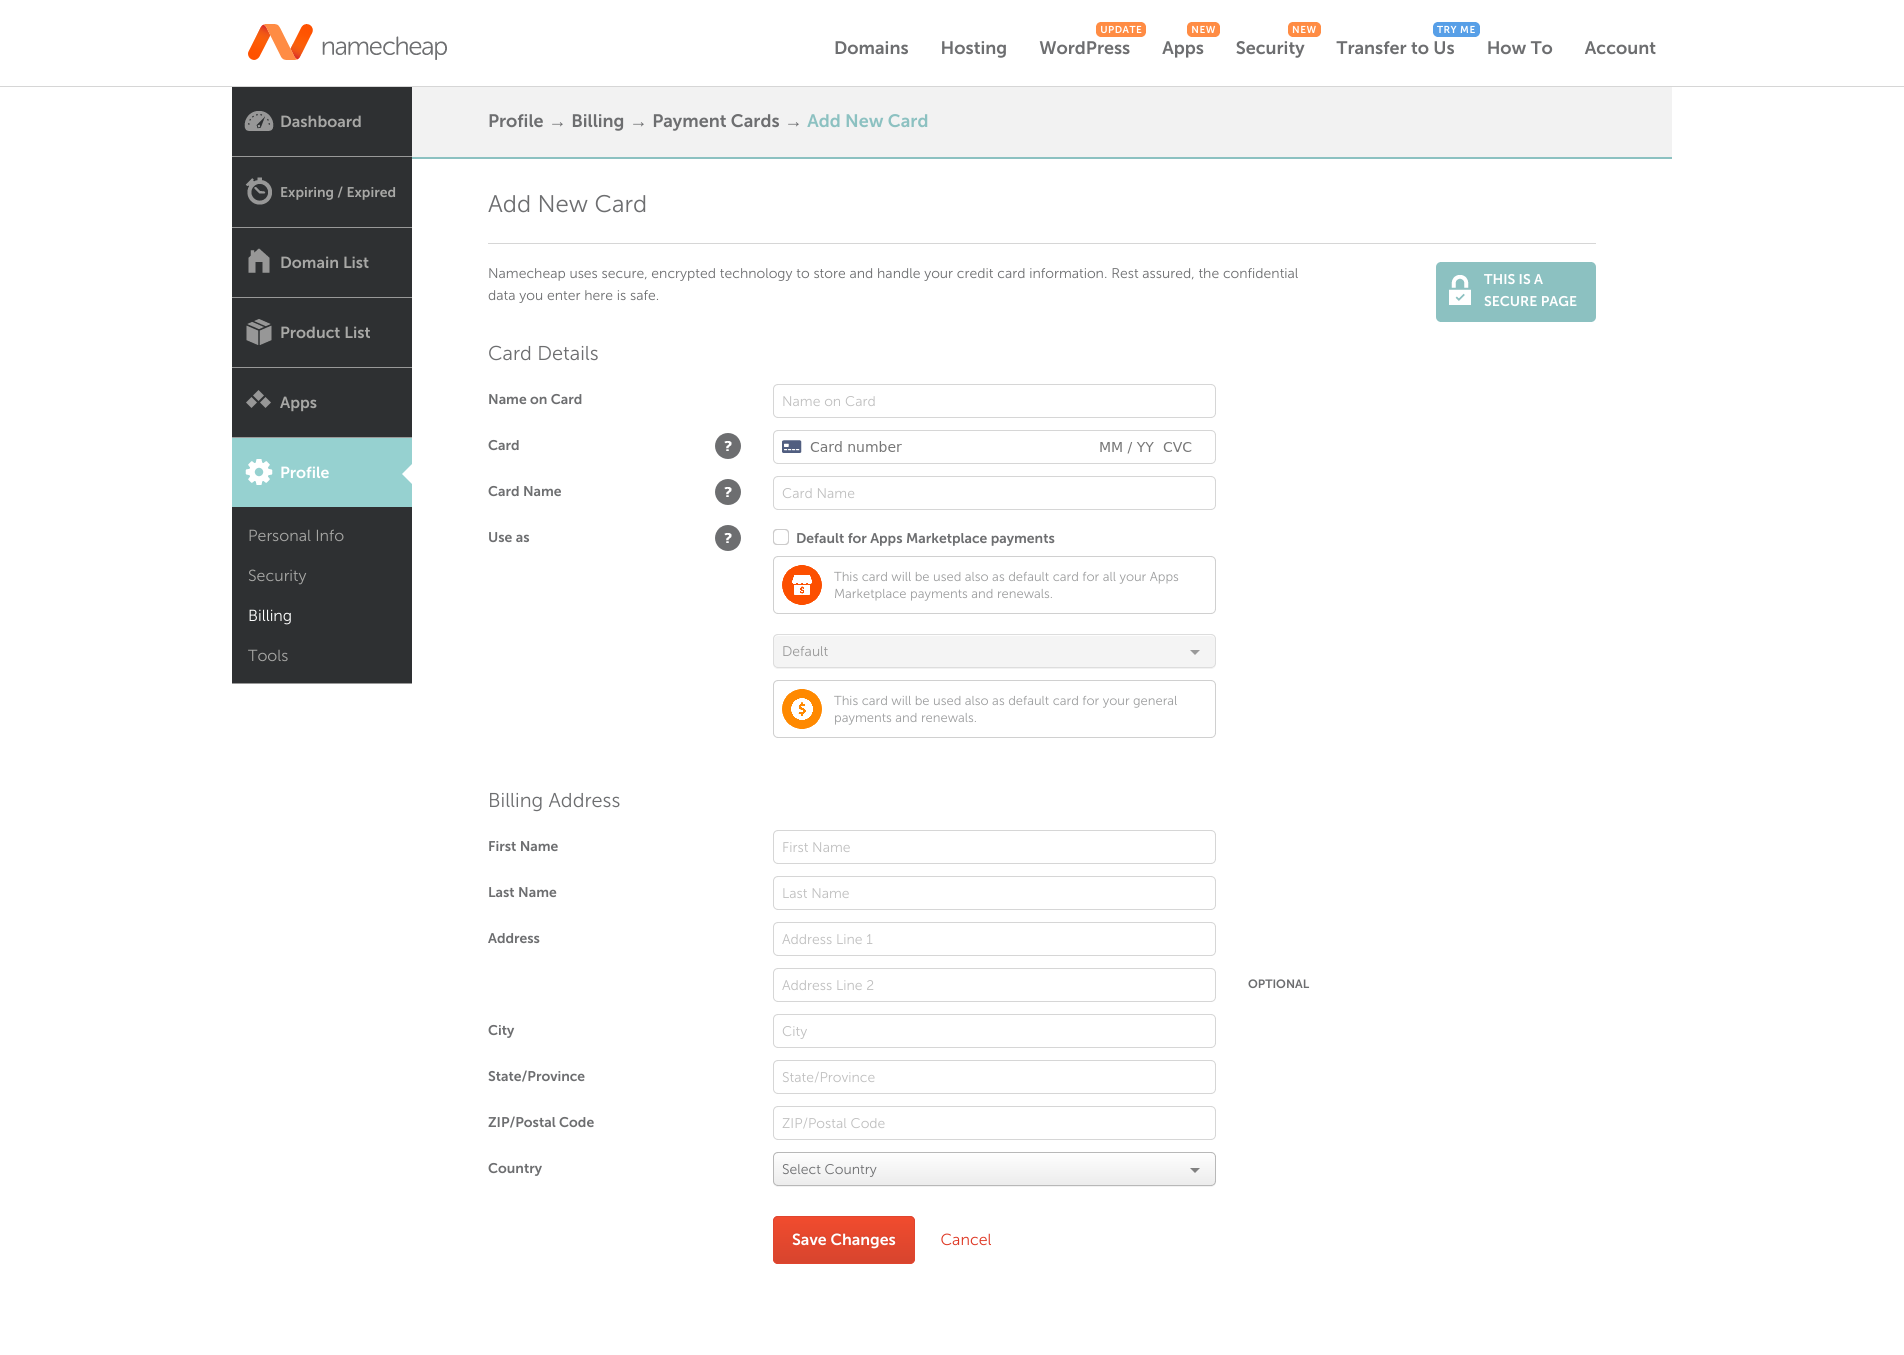 namecheap
Domains
Hosting
WordPress
UPDATE
Apps
NEW
Security
NEW
Transfer to Us
TRY ME
How To
Account
Dashboard
Expiring / Expired
Domain List
Product List
Apps
Profile
Personal Info
Security
Billing
Tools
Profile → Billing → Payment Cards → Add New Card
Add New Card
Namecheap uses secure, encrypted technology to store and handle your credit card information. Rest assured, the confidential
data you enter here is safe.
THIS IS A
SECURE PAGE
Card Details
Name on Card
Name on Card
Card
?
Card number
MM / YY CVC
Card Name
?
Card Name
Use as
?
Default for Apps Marketplace payments
$
This card will be used also as default card for all your Apps
Marketplace payments and renewals.
Default
$
This card will be used also as default card for your general
payments and renewals.
Billing Address
First Name
First Name
Last Name
Last Name
Address
Address Line 1
Address Line 2
OPTIONAL
City
City
State/Province
State/Province
ZIP/Postal Code
ZIP/Postal Code
Country
Select Country
Save Changes
Cancel